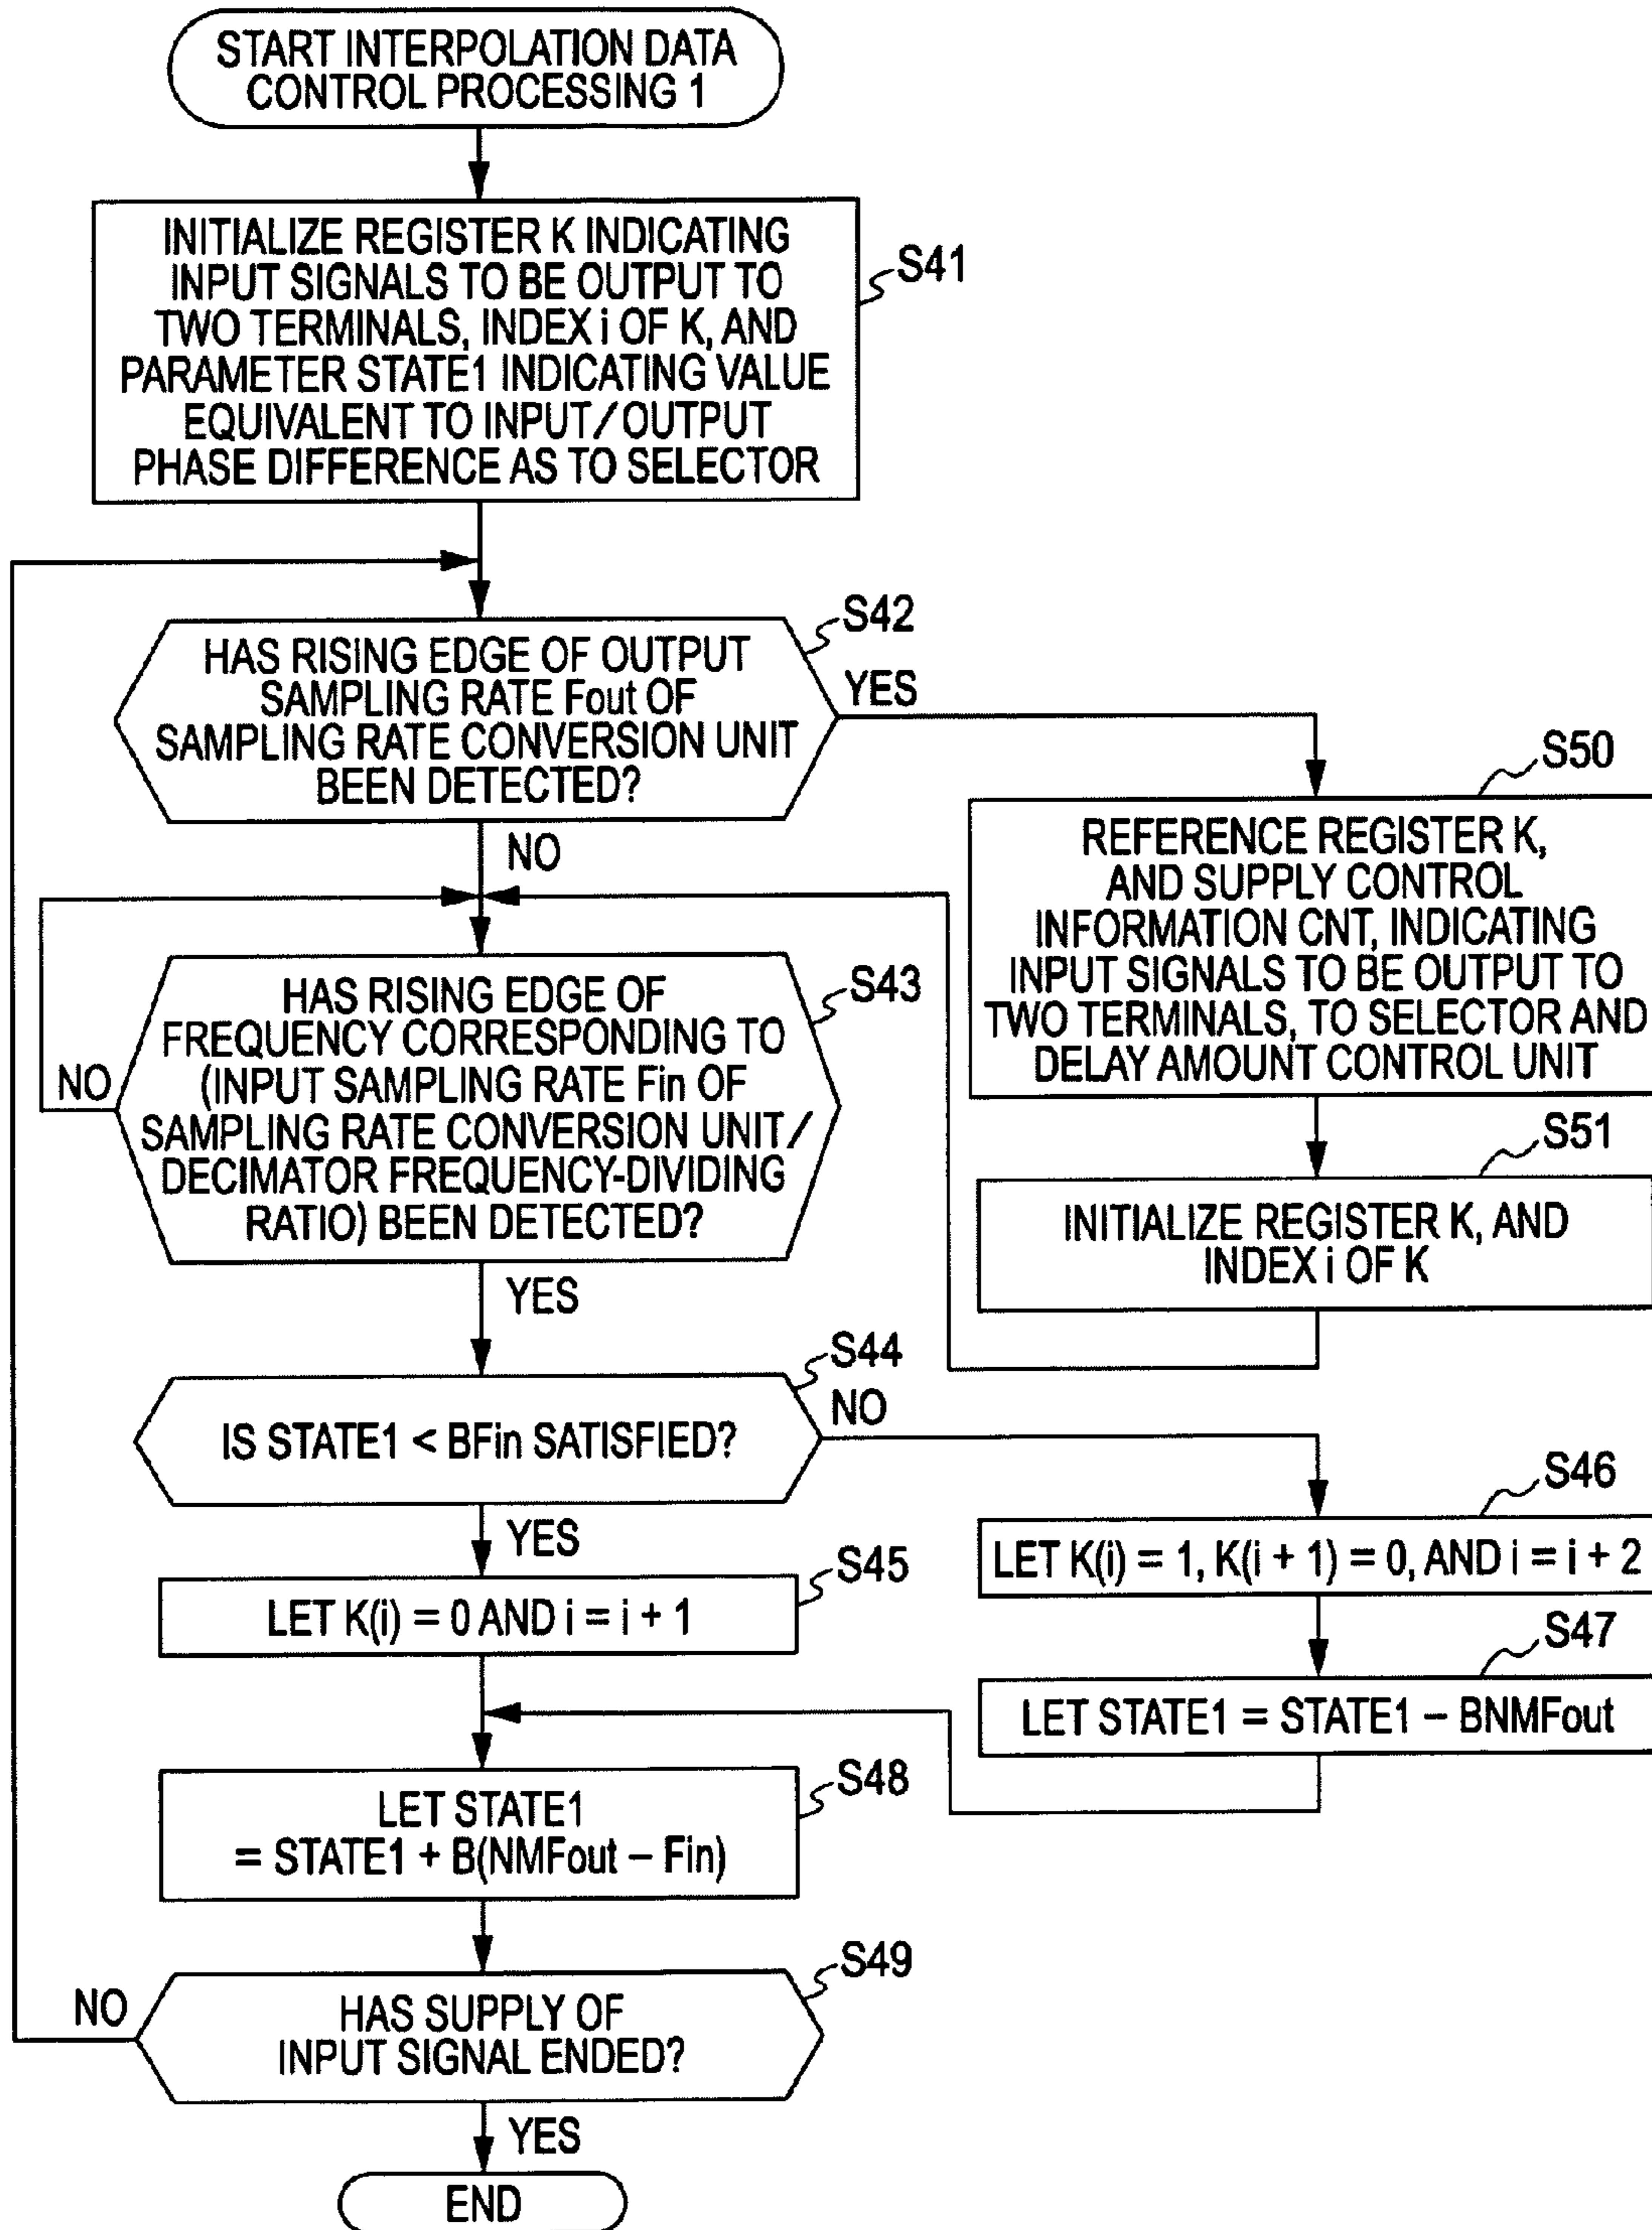 START INTERPOLATION DATA
CONTROL PROCESSING 1
INITIALIZE REGISTER K INDICATING
INPUT SIGNALS TO BE OUTPUT TO
TWO TERMINALS, INDEX i OF K, AND
PARAMETER STATE1 INDICATING VALUE
EQUIVALENT TO INPUT/OUTPUT
PHASE DIFFERENCE AS TO SELECTOR
S41
HAS RISING EDGE OF OUTPUT
SAMPLING RATE Fout OF
SAMPLING RATE CONVERSION UNIT
BEEN DETECTED?
S42
YES
NO
S50
REFERENCE REGISTER K,
AND SUPPLY CONTROL
INFORMATION CNT, INDICATING
INPUT SIGNALS TO BE OUTPUT TO
TWO TERMINALS, TO SELECTOR AND
DELAY AMOUNT CONTROL UNIT
S51
INITIALIZE REGISTER K, AND
INDEX i OF K
HAS RISING EDGE OF
FREQUENCY CORRESPONDING TO
(INPUT SAMPLING RATE Fin OF
SAMPLING RATE CONVERSION UNIT/
DECIMATOR FREQUENCY-DIVIDING
RATIO) BEEN DETECTED?
S43
NO
YES
S44
IS STATE1 < BFin SATISFIED?
NO
YES
S45
LET K(i) = 0 AND i = i + 1
S46
LET K(i) = 1, K(i + 1) = 0, AND i = i + 2
S47
LET STATE1 = STATE1 – BNMFout
S48
LET STATE1
= STATE1 + B(NMFout – Fin)
S49
HAS SUPPLY OF
INPUT SIGNAL ENDED?
NO
YES
END